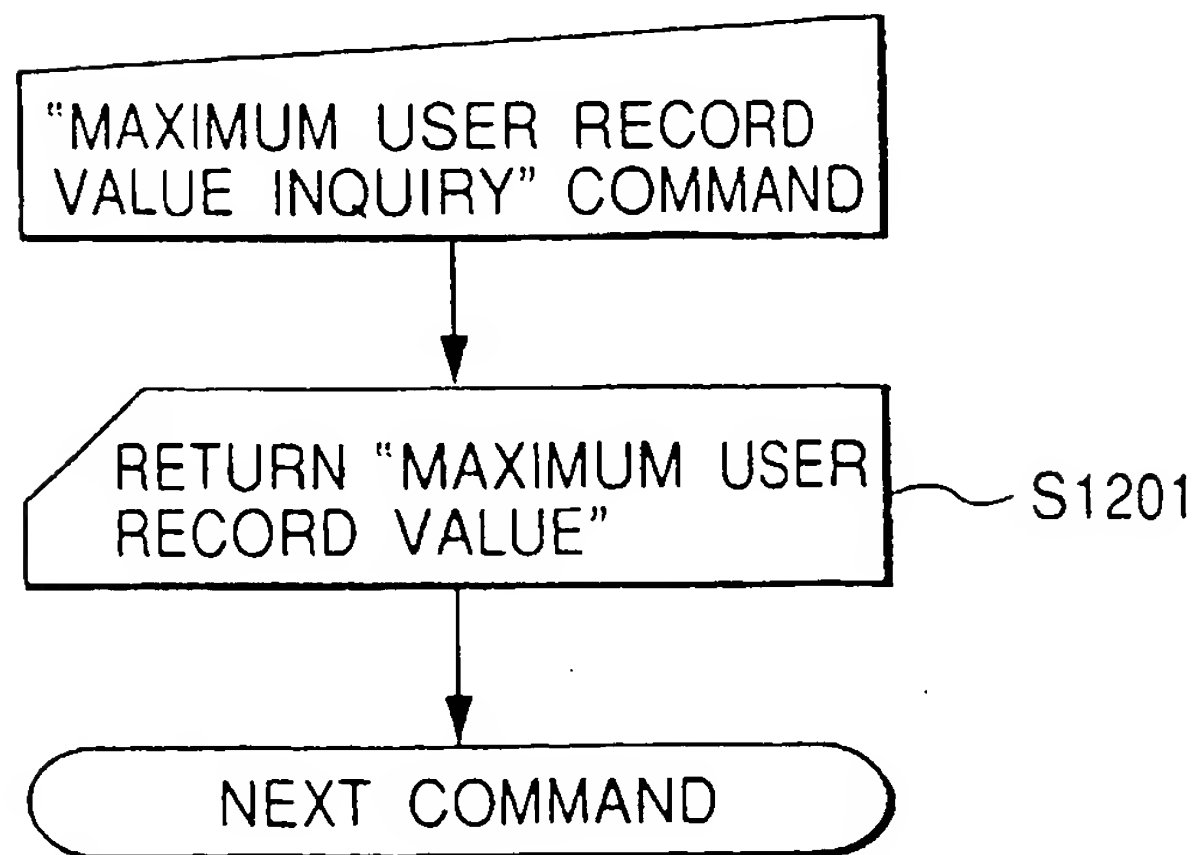 “MAXIMUM USER RECORD
VALUE INQUIRY” COMMAND
RETURN “MAXIMUM USER
RECORD VALUE”
S1201
NEXT COMMAND